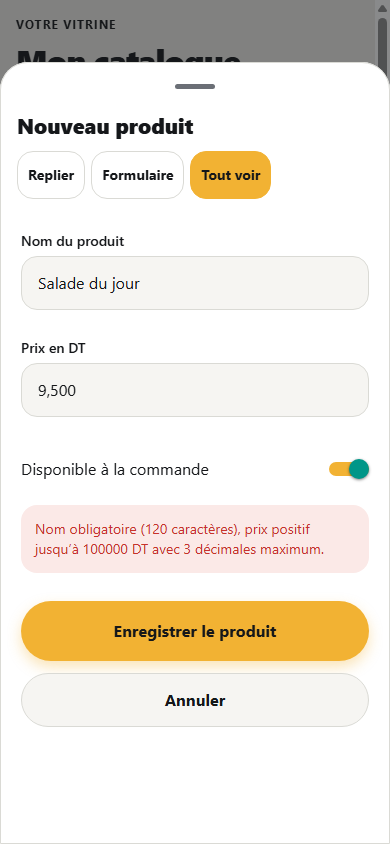 VOTRE VITRINE
Mon catalogue
Nouveau produit
Replier
Formulaire
Tout voir
Nom du produit
Salade du jour
Prix en DT
9,500
Disponible à la commande
Nom obligatoire (120 caractères), prix positif
jusqu'à 100000 DT avec 3 décimales maximum.
Enregistrer le produit
Annuler